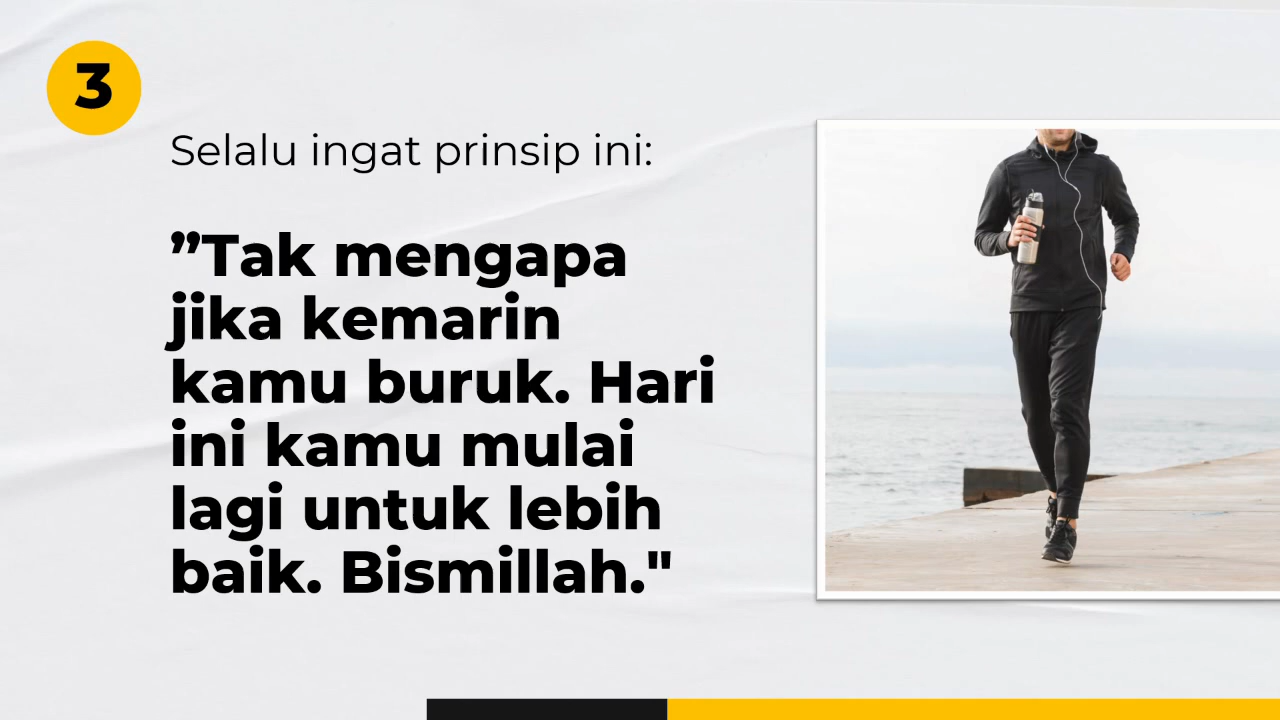 3
Selalu ingat prinsip ini:
”Tak mengapa
jika kemarin
kamu buruk. Hari
ini kamu mulai
lagi untuk lebih
baik. Bismillah."